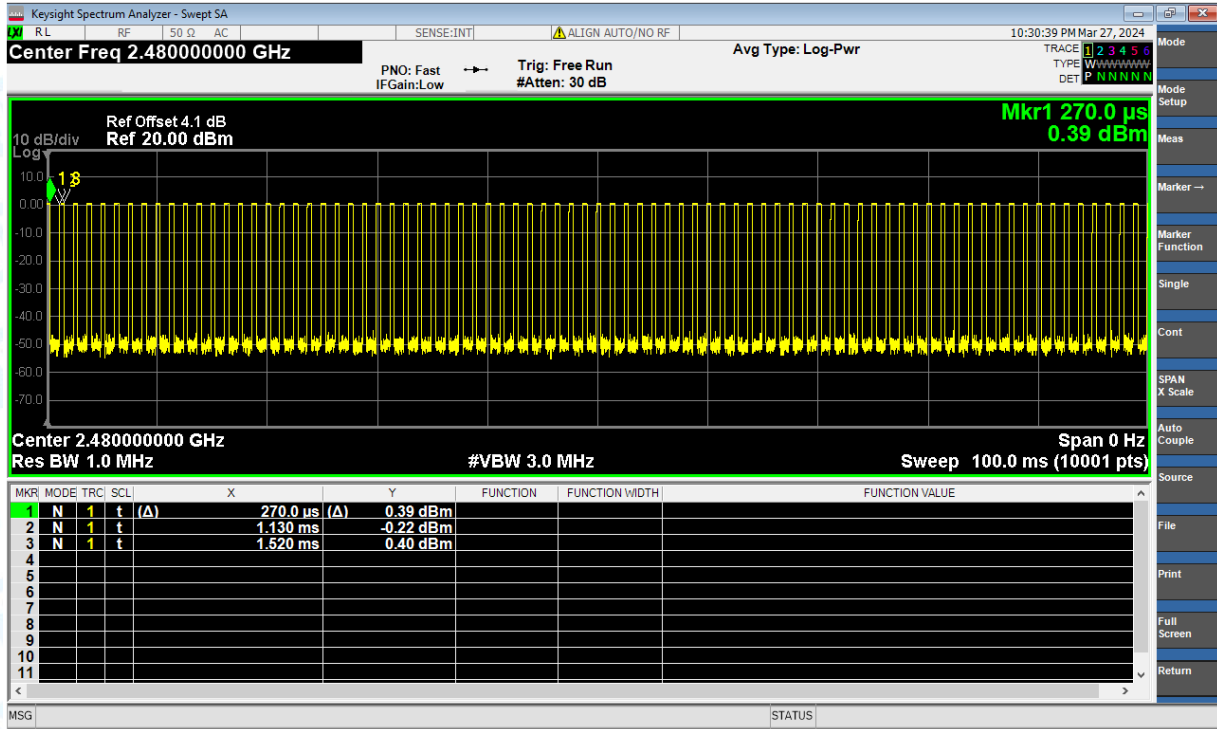 Keysight Spectrum Analyzer - Swept SA
LXI RL RF 50 Ω AC SENSE:INT ALIGN AUTO/NO RF 10:30:39 PM Mar 27, 2024
Center Freq 2.480000000 GHz
Avg Type: Log-Pwr
TRACE 1 2 3 4 5 6
TYPE WWWWWW
DET P N N N N N
PNO: Fast
IFGain:Low
Trig: Free Run
#Atten: 30 dB
Mkr1 270.0 µs
0.39 dBm
Ref Offset 4.1 dB
10 dB/div Ref 20.00 dBm
Log
10.0
0.00
-10.0
-20.0
-30.0
-40.0
-50.0
-60.0
-70.0
1
3
Center 2.480000000 GHz Span 0 Hz
Res BW 1.0 MHz #VBW 3.0 MHz Sweep 100.0 ms (10001 pts)
MKR MODE TRC SCL X Y FUNCTION FUNCTION WIDTH FUNCTION VALUE
1 N 1 t (Δ) 270.0 µs (Δ) 0.39 dBm
2 N 1 t 1.130 ms -0.22 dBm
3 N 1 t 1.520 ms 0.40 dBm
4
5
6
7
8
9
10
11
MSG STATUS
Mode
Mode
Setup
Meas
Marker→
Marker
Function
Single
Cont
SPAN
X Scale
Auto
Couple
Source
File
Print
Full
Screen
Return